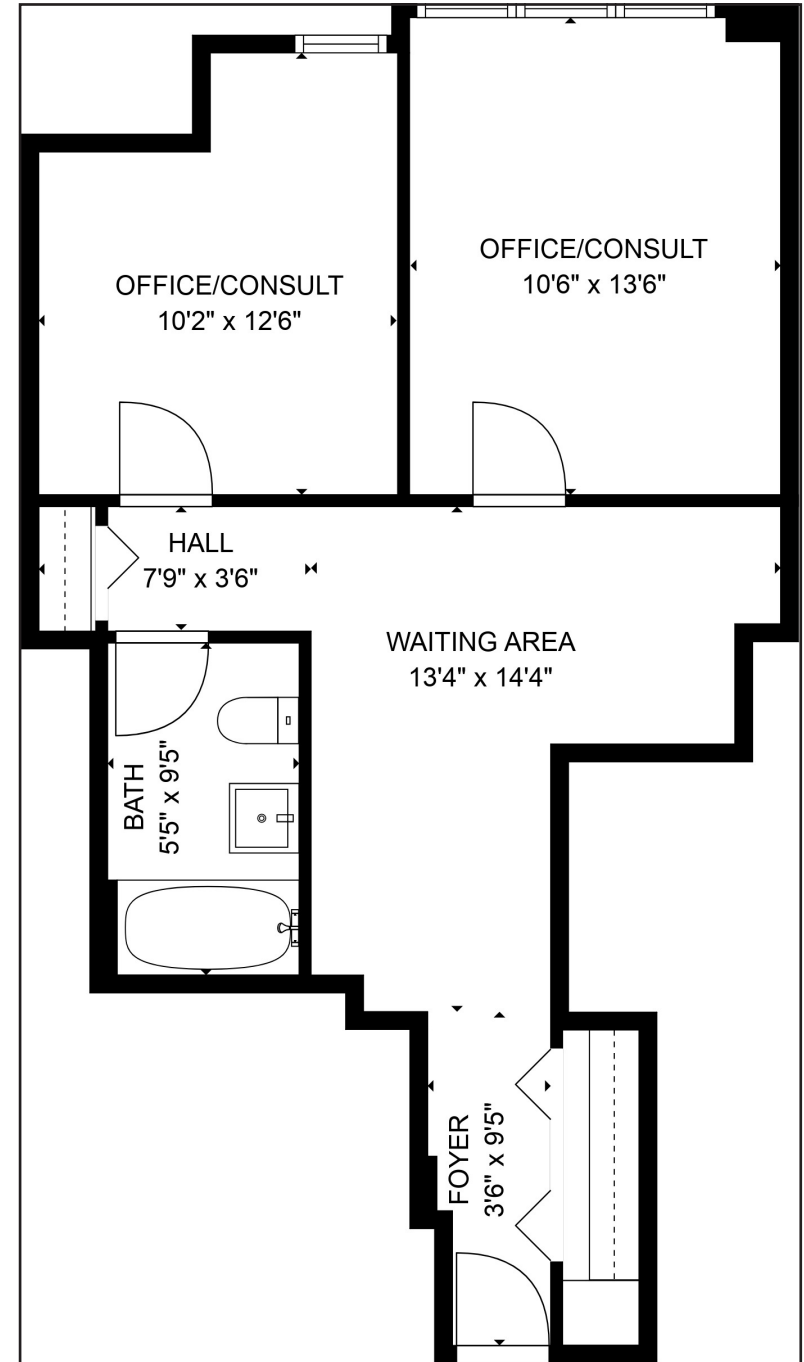 OFFICE/CONSULT
10'6" x 13'6"
OFFICE/CONSULT
10'2" x 12'6"
HALL
7'9" x 3'6"
WAITING AREA
13'4" x 14'4"
BATH
5'5" x 9'5"
FOYER
3'6" x 9'5"